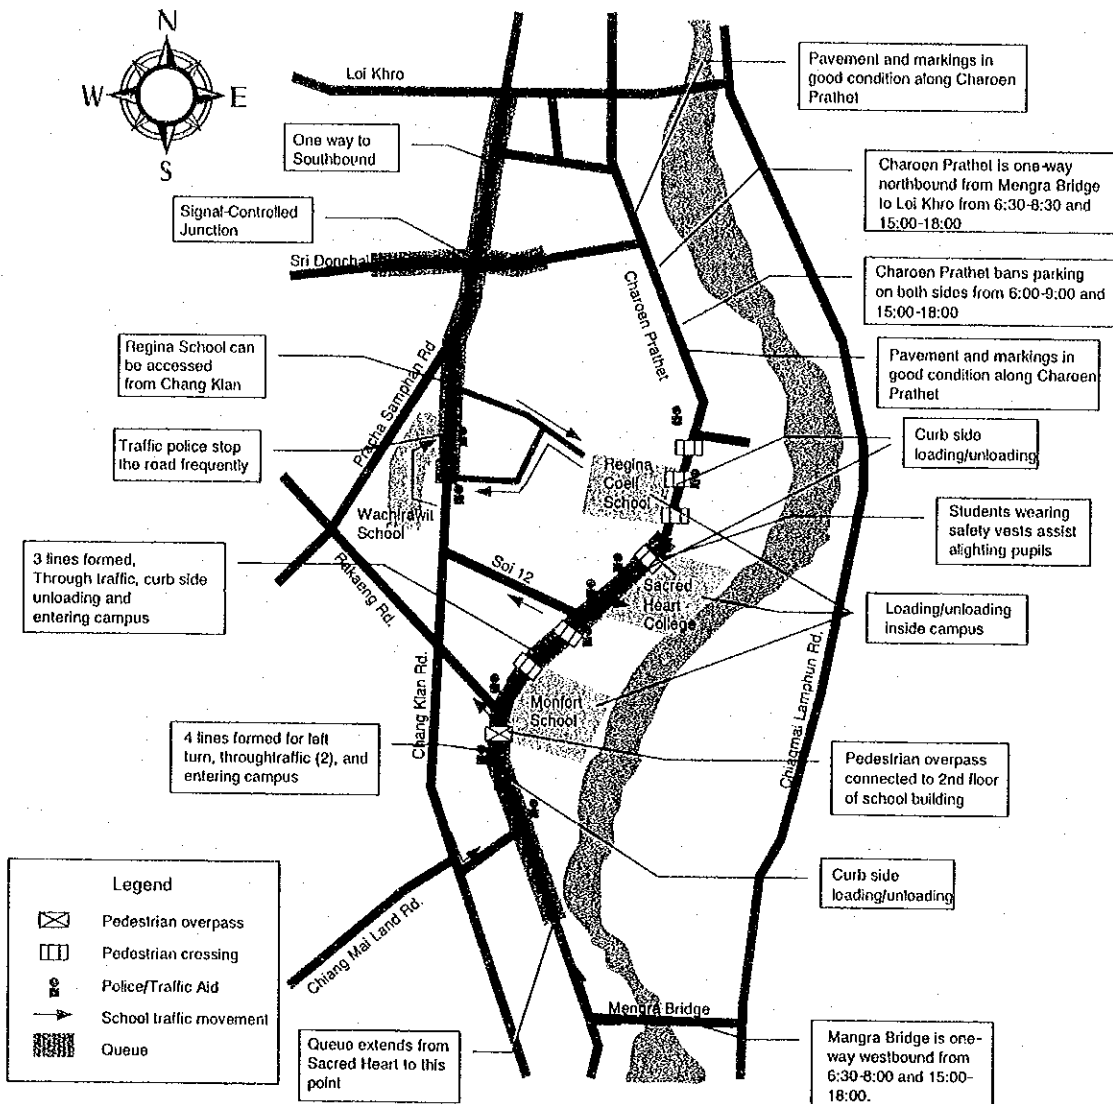 N
W E
S
Loi Khro
Pavement and markings in
good condition along Charoen
Prathet
One way to
Southbound
Charoen Prathet is one-way
northbound from Mengra Bridge
to Loi Khro from 6:30-8:30 and
15:00-18:00
Signal-Controlled
Junction
Sri Donchai
Charoen Prathet
Charoen Prathet bans parking
on both sides from 6:00-9:00 and
15:00-18:00
Regina School can
be accessed
from Chang Klan
Pracha Samphan Rd
Pavement and markings in
good condition along Charoen
Prathet
Traffic police stop
the road frequently
Curb side
loading/unloading
Regina
Coell
School
Wachirawit
School
Students wearing
safety vests assist
alighting pupils
3 lines formed,
Through traffic, curb side
unloading and
entering campus
Rakaeng Rd.
Soi 12
Sacred
Heart
College
Loading/unloading
inside campus
Chang Klan Rd.
Monfort
School
Chiagmai Lamphun Rd.
4 lines formed for left
turn, throughtraffic (2), and
entering campus
Pedestrian overpass
connected to 2nd floor
of school building
Curb side
loading/unloading
Chiang Mai Land Rd.
Legend
Pedestrian overpass
Pedostrian crossing
Police/Traffic Aid
School traffic movement
Queue
Mengra Bridge
Queue extends from
Sacred Heart to this
point
Mangra Bridge is one-
way westbound from
6:30-8:00 and 15:00-
18:00.